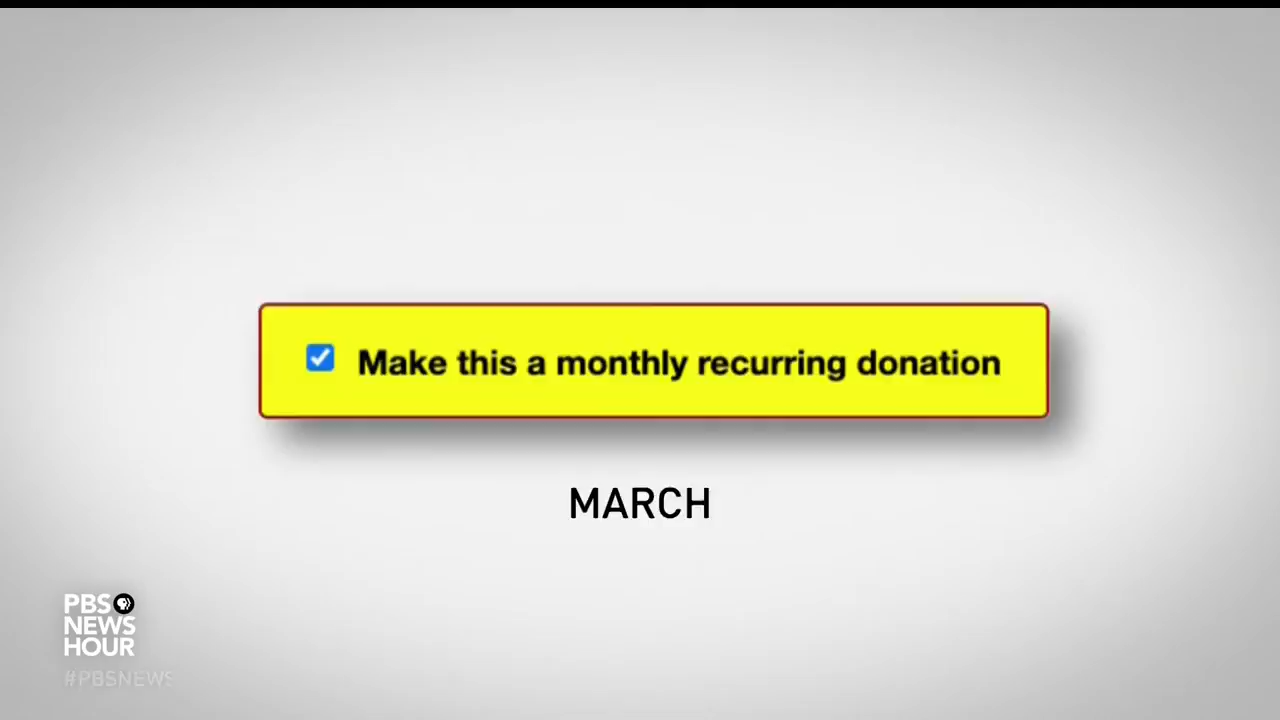 Make this a monthly recurring donation
MARCH
PBS
NEWS
HOUR
#PBSNEWS